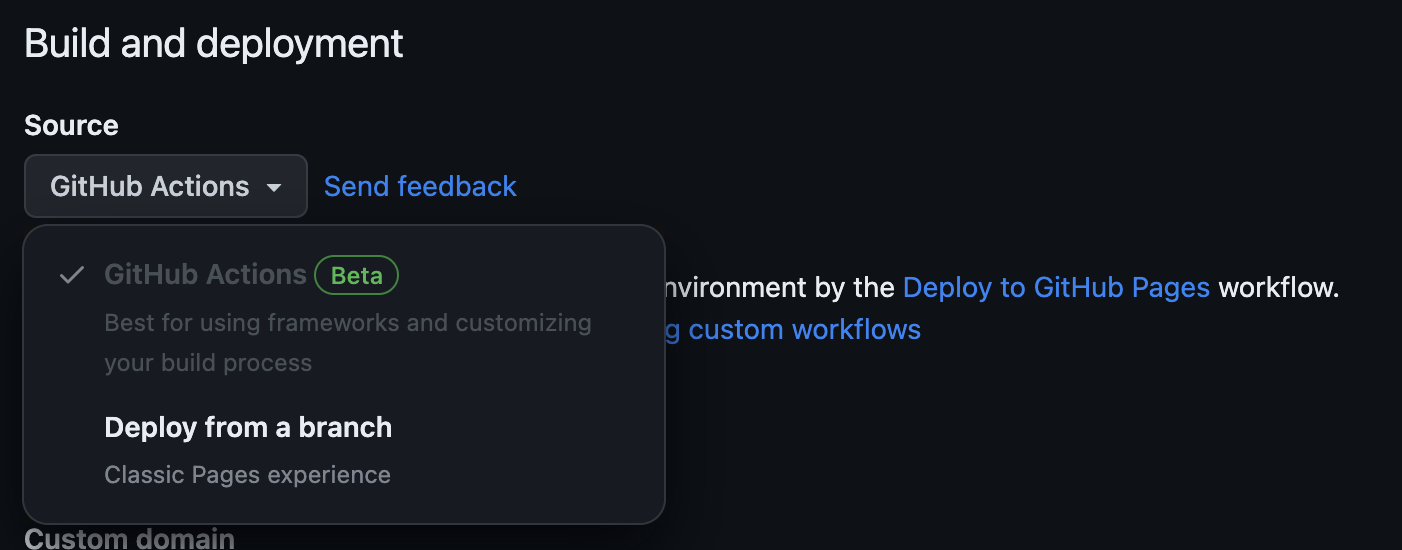 Build and deployment
Source
GitHub Actions
Send feedback
GitHub Actions Beta
Best for using frameworks and customizing
your build process
Deploy from a branch
Classic Pages experience
nvironment by the Deploy to GitHub Pages workflow.
g custom workflows
Custom domain